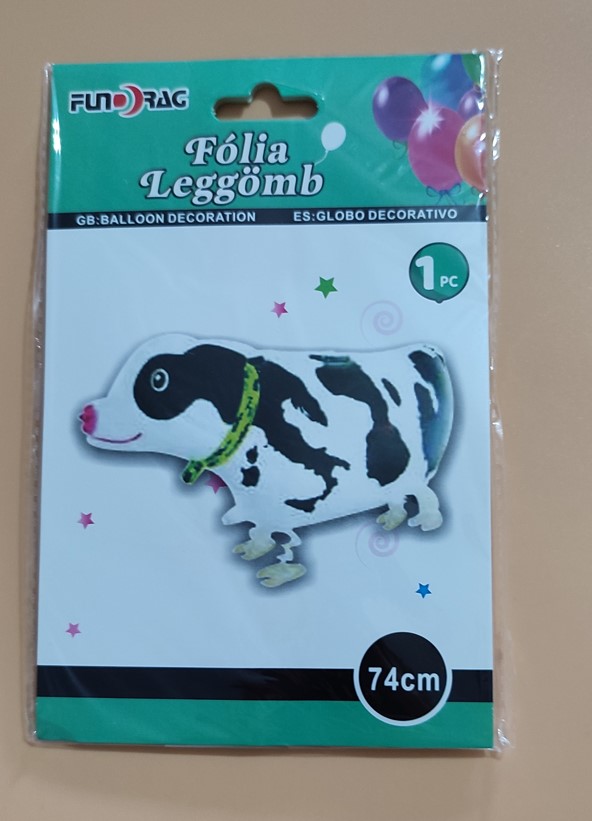 FUNDRAG
Fólia
Leggömb
GB:BALLOON DECORATION ES:GLOBO DECORATIVO
1 PC
74cm